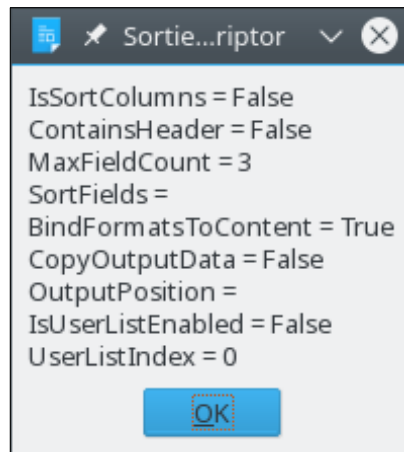 Sortie...riptor
IsSortColumns = False
ContainsHeader = False
MaxFieldCount = 3
SortFields =
BindFormatsToContent = True
CopyOutputData = False
OutputPosition =
IsUserListEnabled = False
UserListIndex = 0
OK